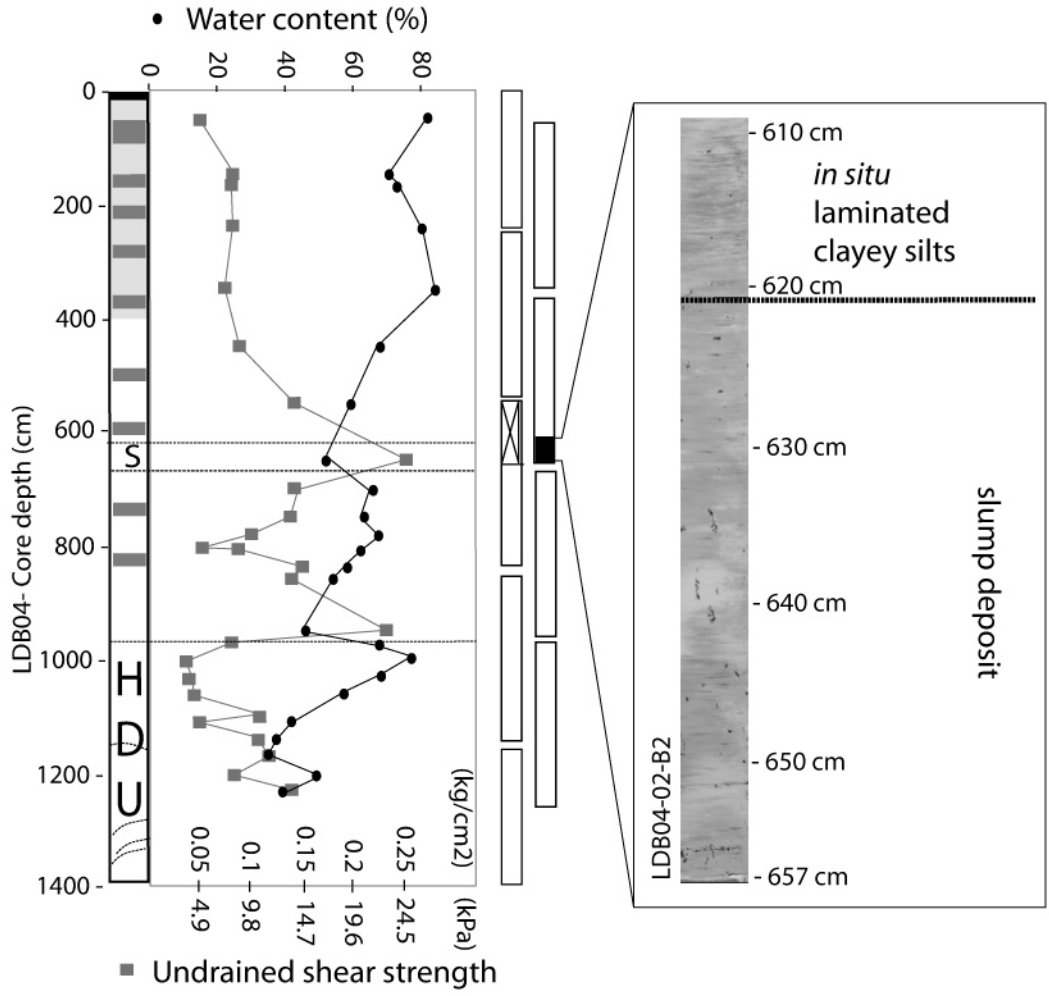 Water content (%)
0 20 40 60 80
0
200
400
600
800
1000
1200
1400
LDB04- Core depth (cm)
S
H
D
U
(kg/cm2)
0.05 0.1 0.15 0.2 0.25
4.9 9.8 14.7 19.6 24.5 (kPa)
Undrained shear strength
610 cm
in situ
laminated
clayey silts
620 cm
630 cm
640 cm
650 cm
657 cm
slump deposit
LDB04-02-B2